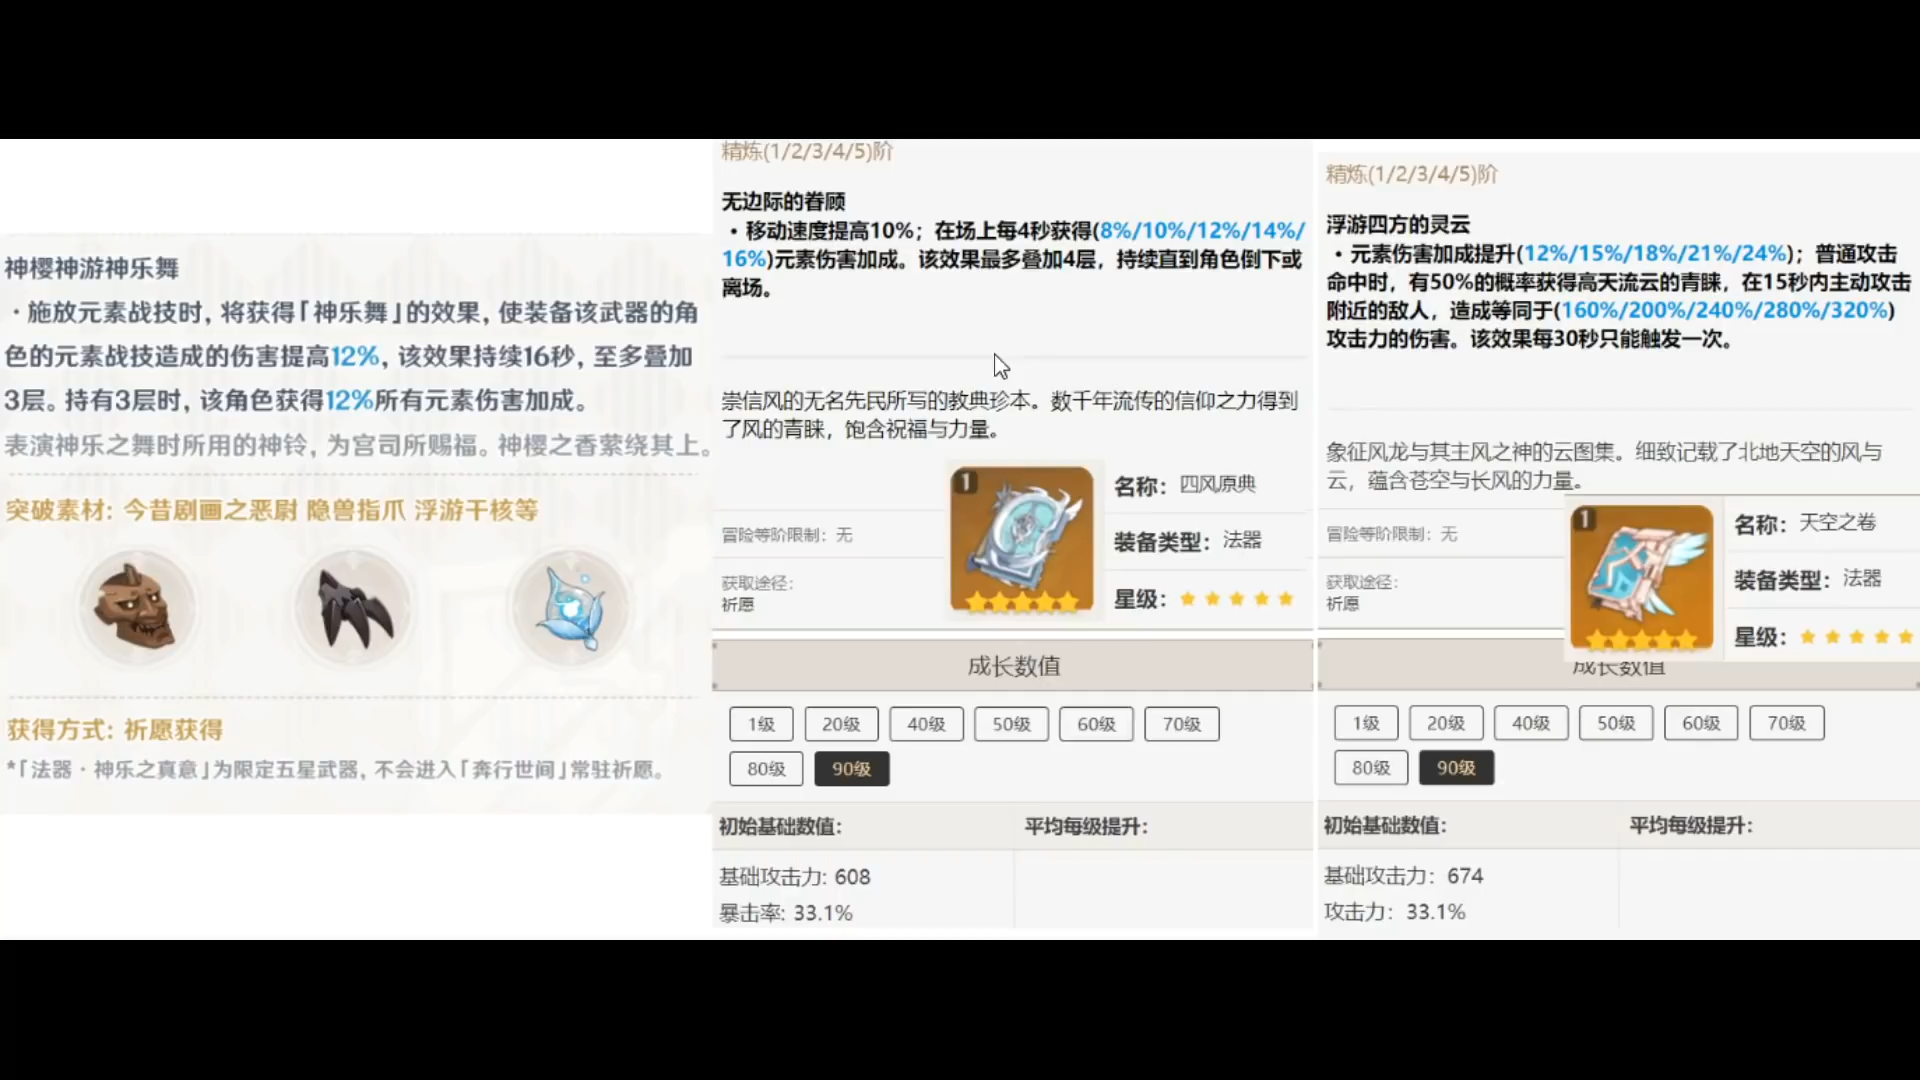 神樱神游神乐舞
·施放元素战技时,将获得「神乐舞」的效果,使装备该武器的角
色的元素战技造成的伤害提高12%,该效果持续16秒,至多叠加
3层。持有3层时,该角色获得12%所有元素伤害加成。
表演神乐之舞时所用的神铃,为宫司所赐福。神樱之香萦绕其上。
突破素材: 今昔剧画之恶尉 隐兽指爪 浮游干核等
获得方式: 祈愿获得
*「法器·神乐之真意」为限定五星武器,不会进入「奔行世间」常驻祈愿。
精炼(1/2/3/4/5)阶
无边际的眷顾
·移动速度提高10%；在场上每4秒获得(8%/10%/12%/14%/
16%)元素伤害加成。该效果最多叠加4层，持续直到角色倒下或
离场。
崇信风的无名先民所写的教典珍本。数千年流传的信仰之力得到
了风的青睐，饱含祝福与力量。
1
名称： 四风原典
冒险等阶限制：无
装备类型： 法器
获取途径：
祈愿
星级：
成长数值
1级 20级 40级 50级 60级 70级
80级 90级
初始基础数值： 平均每级提升：
基础攻击力: 608
暴击率: 33.1%
精炼(1/2/3/4/5)阶
浮游四方的灵云
·元素伤害加成提升(12%/15%/18%/21%/24%)；普通攻击
命中时，有50%的概率获得高天流云的青睐，在15秒内主动攻击
附近的敌人，造成等同于(160%/200%/240%/280%/320%)
攻击力的伤害。该效果每30秒只能触发一次。
象征风龙与其主风之神的云图集。细致记载了北地天空的风与
云，蕴含苍空与长风的力量。
1
名称： 天空之卷
冒险等阶限制：无
装备类型： 法器
获取途径：
祈愿
星级：
成长数值
1级 20级 40级 50级 60级 70级
80级 90级
初始基础数值： 平均每级提升：
基础攻击力： 674
攻击力： 33.1%